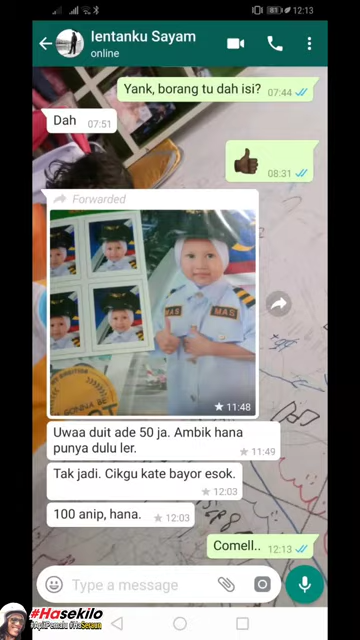 12:13
lentanku Sayam
online
Yank, borang tu dah isi?
07:44
Dah
07:51
08:31
Forwarded
MAS
MAS
11:48
Uwaa duit ade 50 ja. Ambik hana
punya dulu ler.
11:49
Tak jadi. Cikgu kate bayor esok.
12:03
100 anip, hana.
12:03
Comell..
12:13
Type a message
#Hasekilo